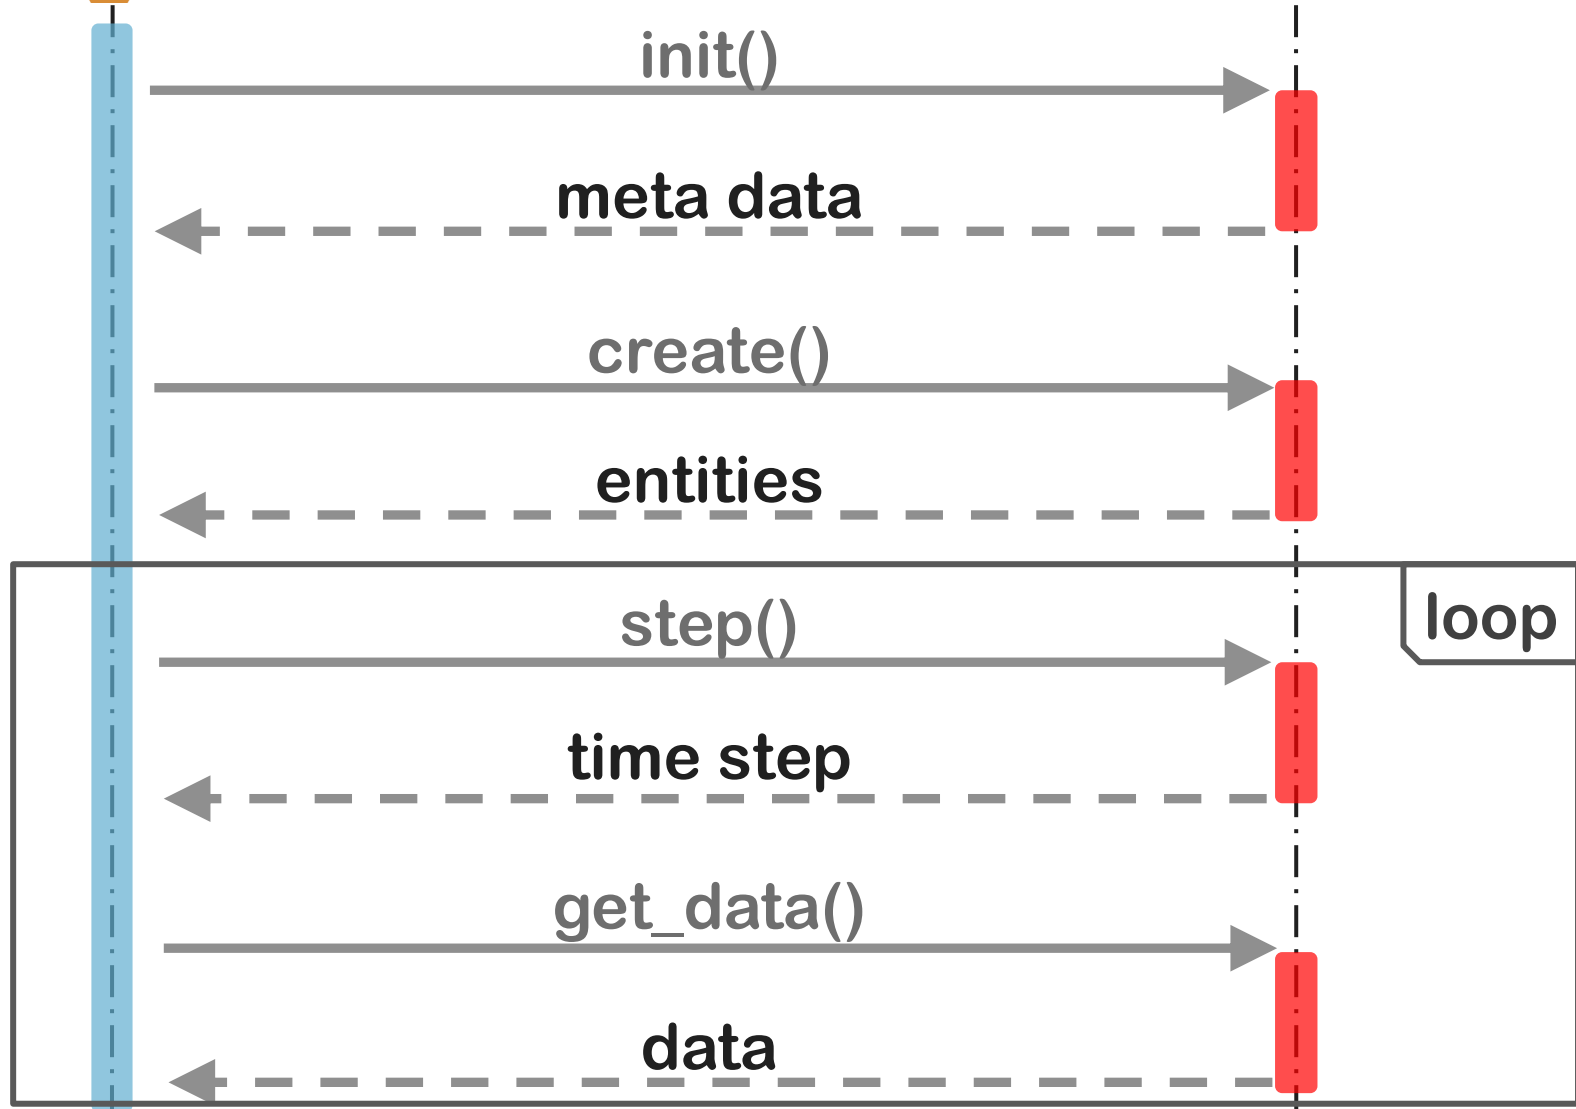 init()
meta data
create()
entities
step()
loop
time step
get_data()
data